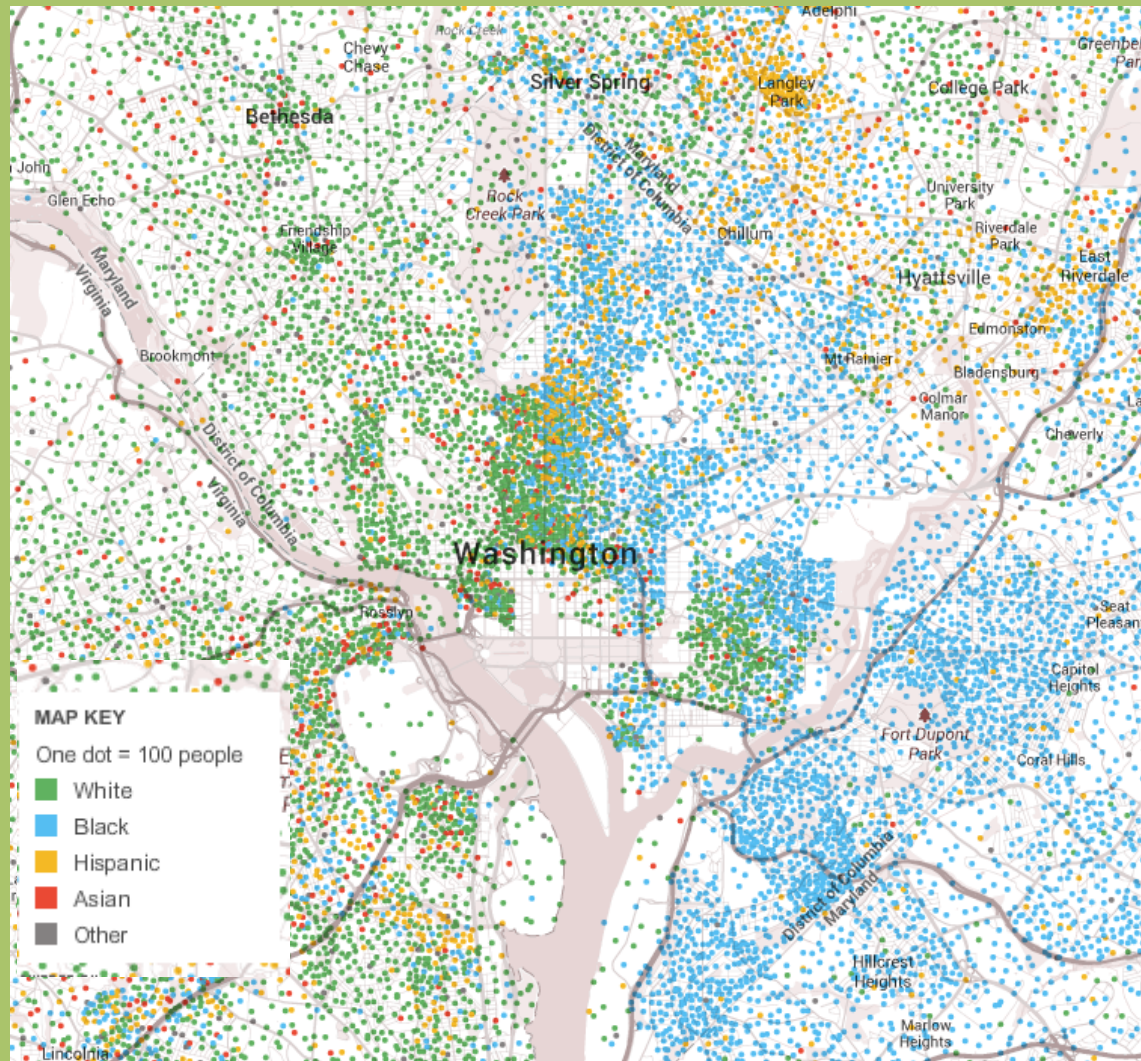 Rock Creek
Adelphi
Chevy
Chase
Greenbel
Par
Silver Spring
Langley
Park
College Park
Bethesda
Maryland
District of Columbia
n John
Glen Echo
Rock
Creek Park
University
Park
Friendship
Village
Chillum
Riverdale
Park
East
Riverdale
Maryland
Virginia
Hyattsville
Edmonston
Brookmont
Mt Rainier
Bladensburg
Colmar
Manor
La
Cheverly
District of Columbia
Virginia
Washington
Rosslyn
Seat
Pleasan
Capitol
Heights
MAP KEY
One dot = 100 people
White
Black
Hispanic
Asian
Other
Fort Dupont
Park
Coral Hills
District of Columbia
Maryland
Hillcrest
Heights
Marlow
Heights
Lincolnia